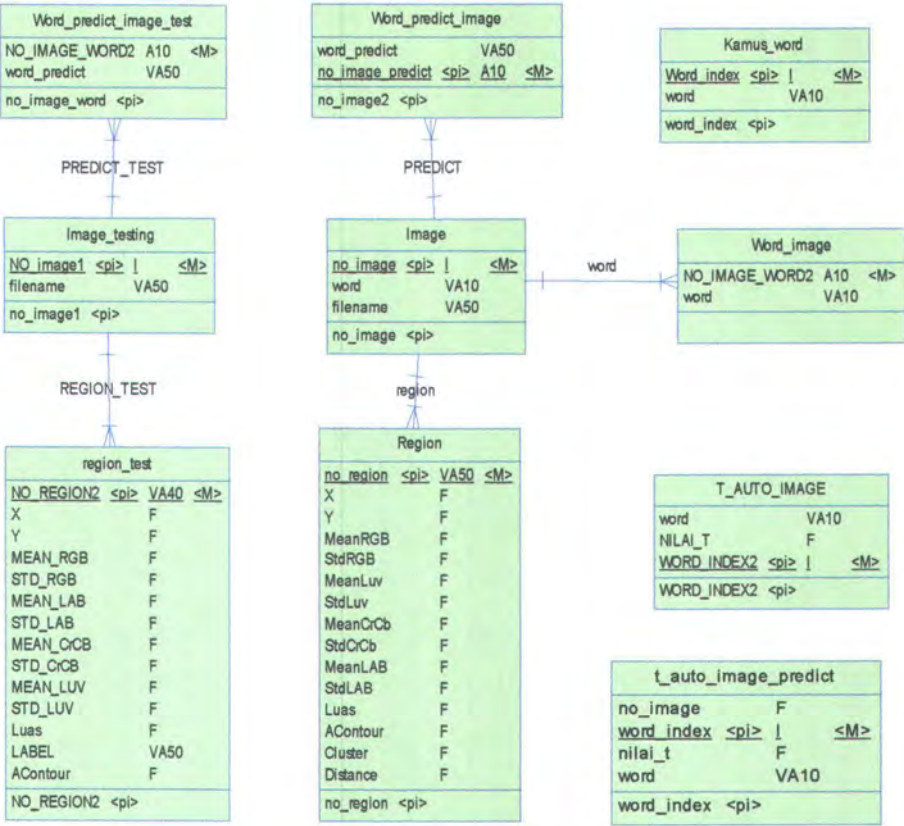 Word_predict_image_test
NO_IMAGE_WORD2 A10 <M>
word_predict VA50
no_image_word <pi>
PREDICT_TEST
Image_testing
NO_image1 <pi> I <M>
filename VA50
no_image1 <pi>
REGION_TEST
region_test
NO_REGION2 <pi> VA40 <M>
X F
Y F
MEAN_RGB F
STD_RGB F
MEAN_LAB F
STD_LAB F
MEAN_CrCB F
STD_CrCB F
MEAN_LUV F
STD_LUV F
Luas F
LABEL VA50
AContour F
NO_REGION2 <pi>
Word_predict_image
word_predict VA50
no_image_predict <pi> A10 <M>
no_image2 <pi>
PREDICT
Image
no_image <pi> I <M>
word VA10
filename VA50
no_image <pi>
region
Region
no_region <pi> VA50 <M>
X F
Y F
MeanRGB F
StdRGB F
MeanLuv F
StdLuv F
MeanCrCb F
StdCrCb F
MeanLAB F
StdLAB F
Luas F
AContour F
Cluster F
Distance F
no_region <pi>
word
Kamus_word
Word_index <pi> I <M>
word VA10
word_index <pi>
Word_image
NO_IMAGE_WORD2 A10 <M>
word VA10
T_AUTO_IMAGE
word VA10
NILAI_T F
WORD_INDEX2 <pi> I <M>
WORD_INDEX2 <pi>
t_auto_image_predict
no_image F
word_index <pi> I <M>
nilai_t F
word VA10
word_index <pi>